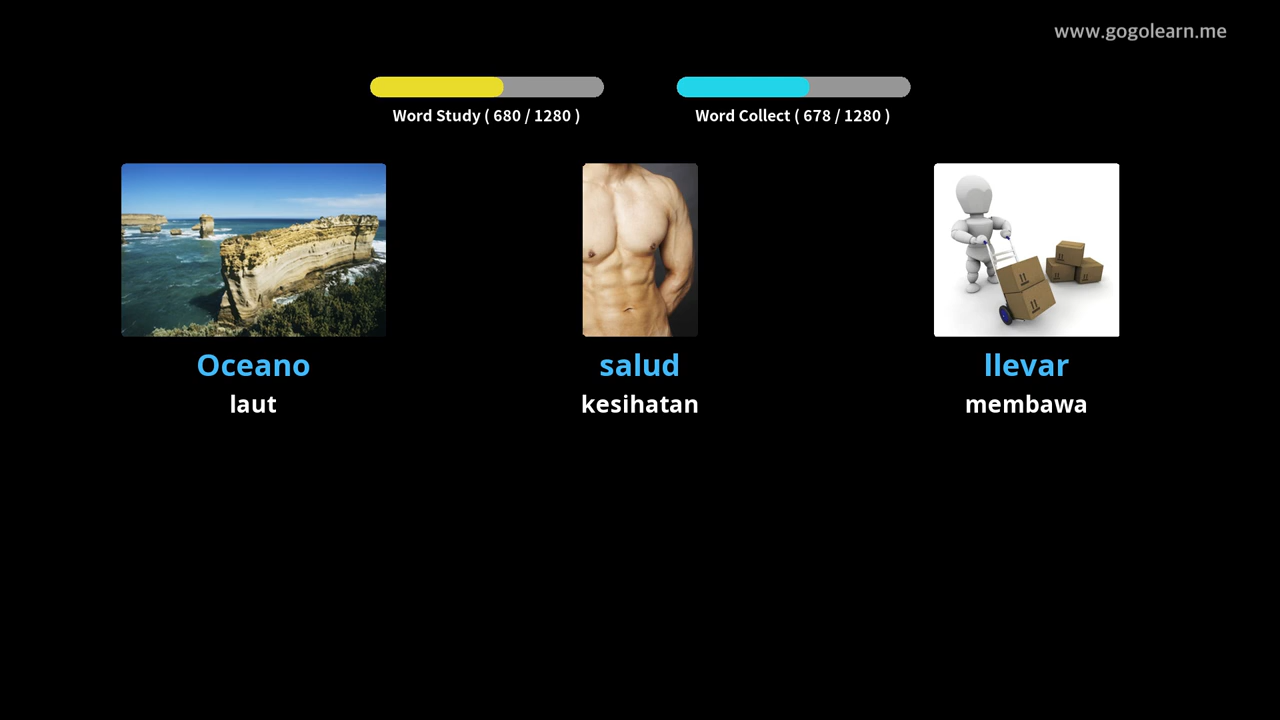 www.gogolearn.me
Word Study ( 680 / 1280 )
Word Collect ( 678 / 1280 )
Oceano
salud
llevar
laut
kesihatan
membawa